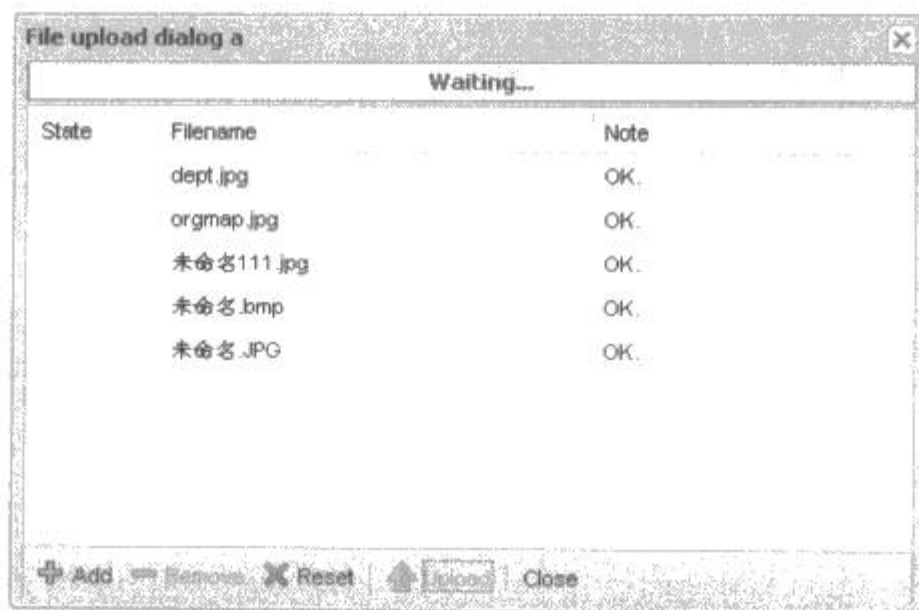 File upload dialog a
Waiting...
State Filename Note
dept.jpg OK.
orgmap.jpg OK.
未命名111.jpg OK.
未命名.bmp OK.
未命名.JPG OK.
Add Remove Reset Upload Close